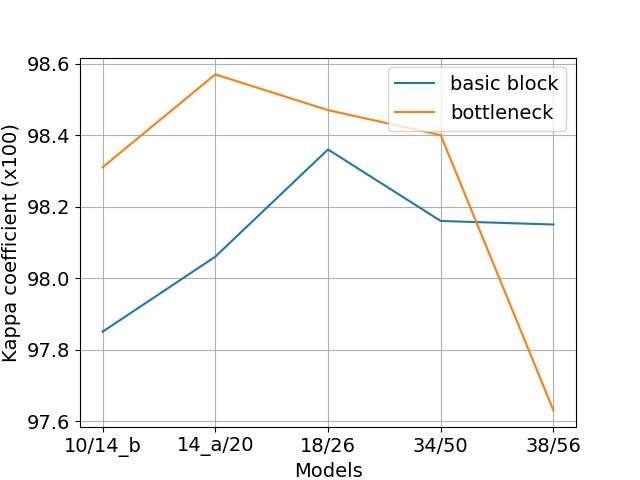 basic block
bottleneck
Kappa coefficient (x100)
98.6
98.4
98.2
98.0
97.8
97.6
10/14_b 14_a/20 18/26 34/50 38/56
Models